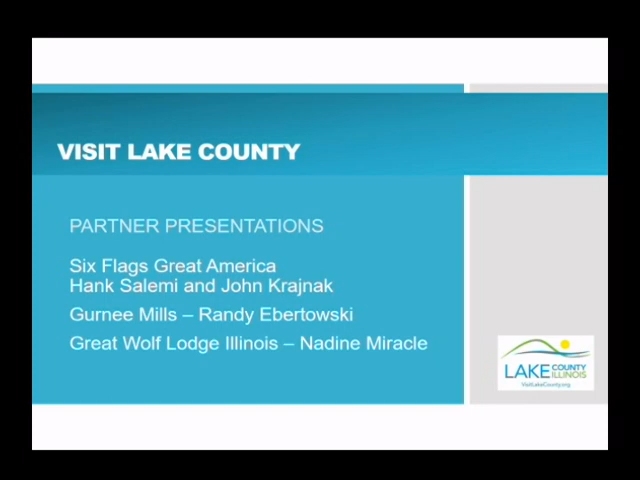 VISIT LAKE COUNTY
PARTNER PRESENTATIONS
Six Flags Great America
Hank Salemi and John Krajnak
Gurnee Mills – Randy Ebertowski
Great Wolf Lodge Illinois – Nadine Miracle
LAKE COUNTY ILLINOIS
VisitLakeCounty.org